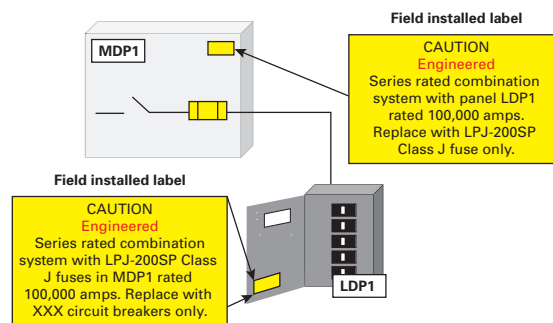 Field installed label
MDP1
CAUTION
Engineered
Series rated combination
system with panel LDP1
rated 100,000 amps.
Replace with LPJ-200SP
Class J fuse only.
Field installed label
CAUTION
Engineered
Series rated combination
system with LPJ-200SP Class
J fuses in MDP1 rated
100,000 amps. Replace with
XXX circuit breakers only.
LDP1